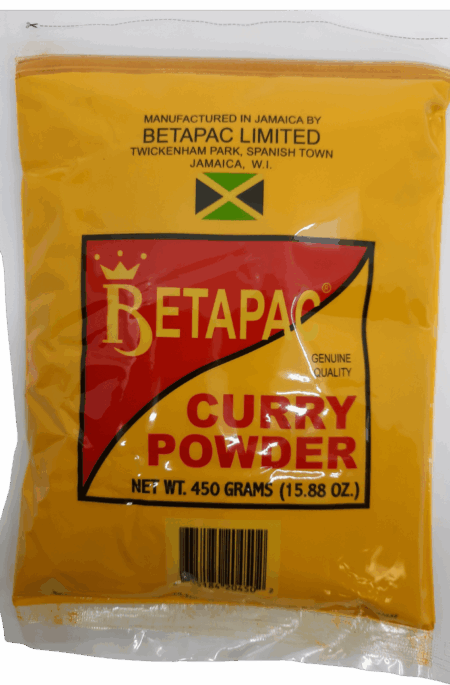 MANUFACTURED IN JAMAICA BY
BETAPAC LIMITED
TWICKENHAM PARK, SPANISH TOWN
JAMAICA, W.I.
BETAPAC®
GENUINE
QUALITY
CURRY
POWDER
NET WT. 450 GRAMS (15.88 OZ.)